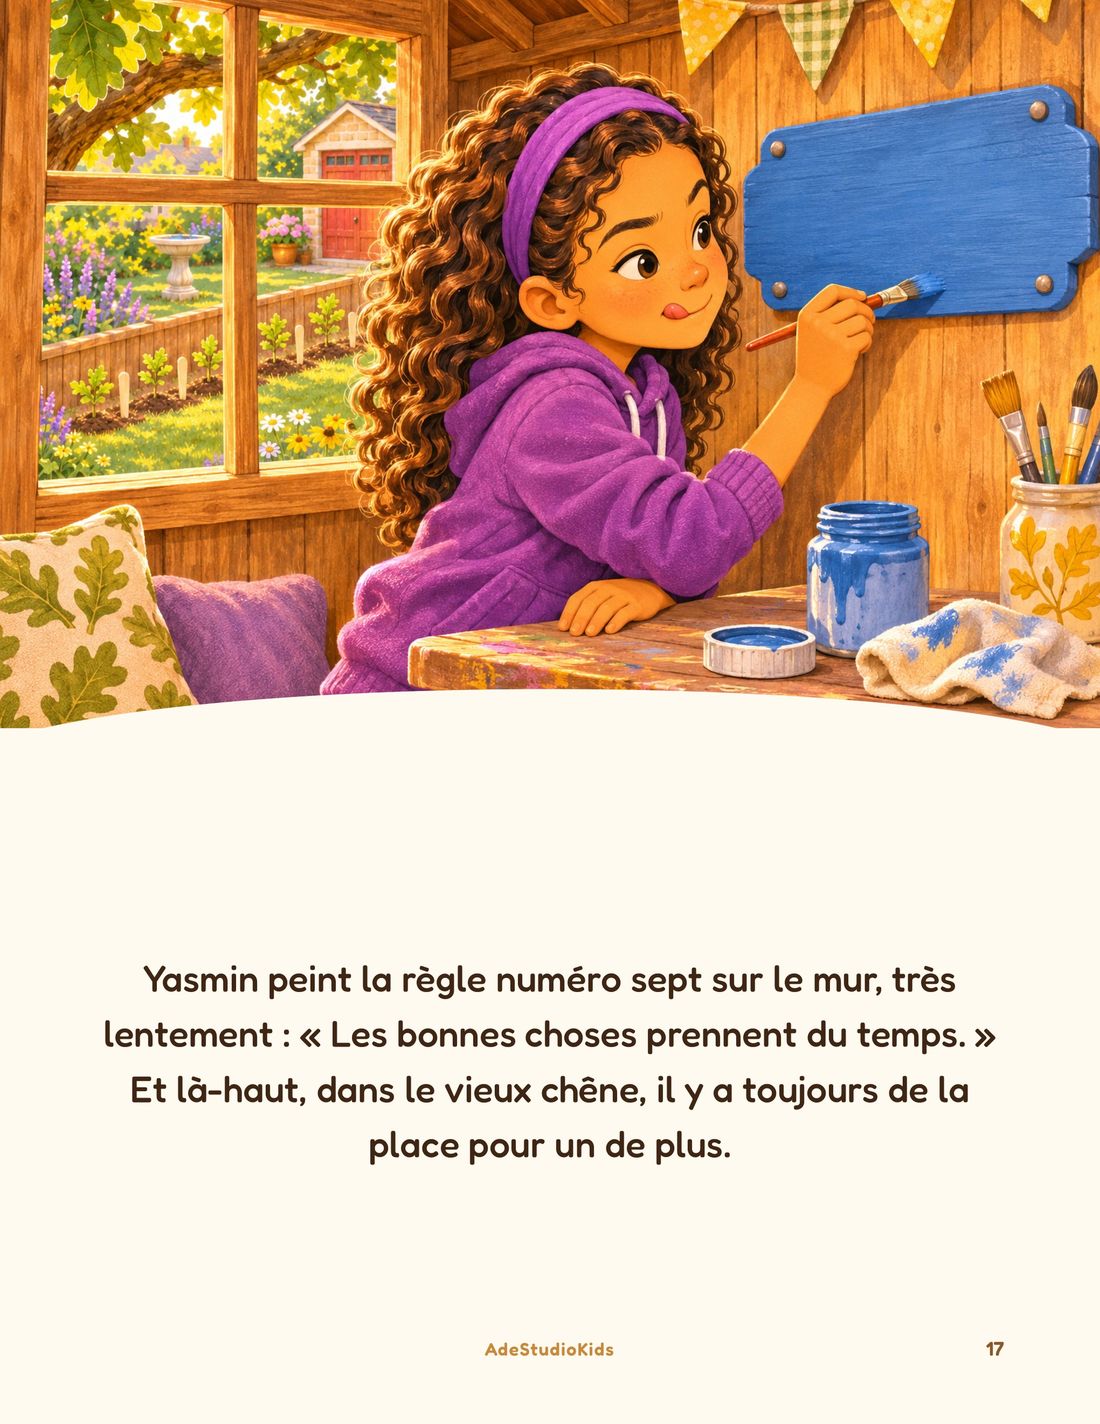 Yasmin peint la règle numéro sept sur le mur, très
lentement : « Les bonnes choses prennent du temps. »
Et là-haut, dans le vieux chêne, il y a toujours de la
place pour un de plus.
AdeStudioKids
17